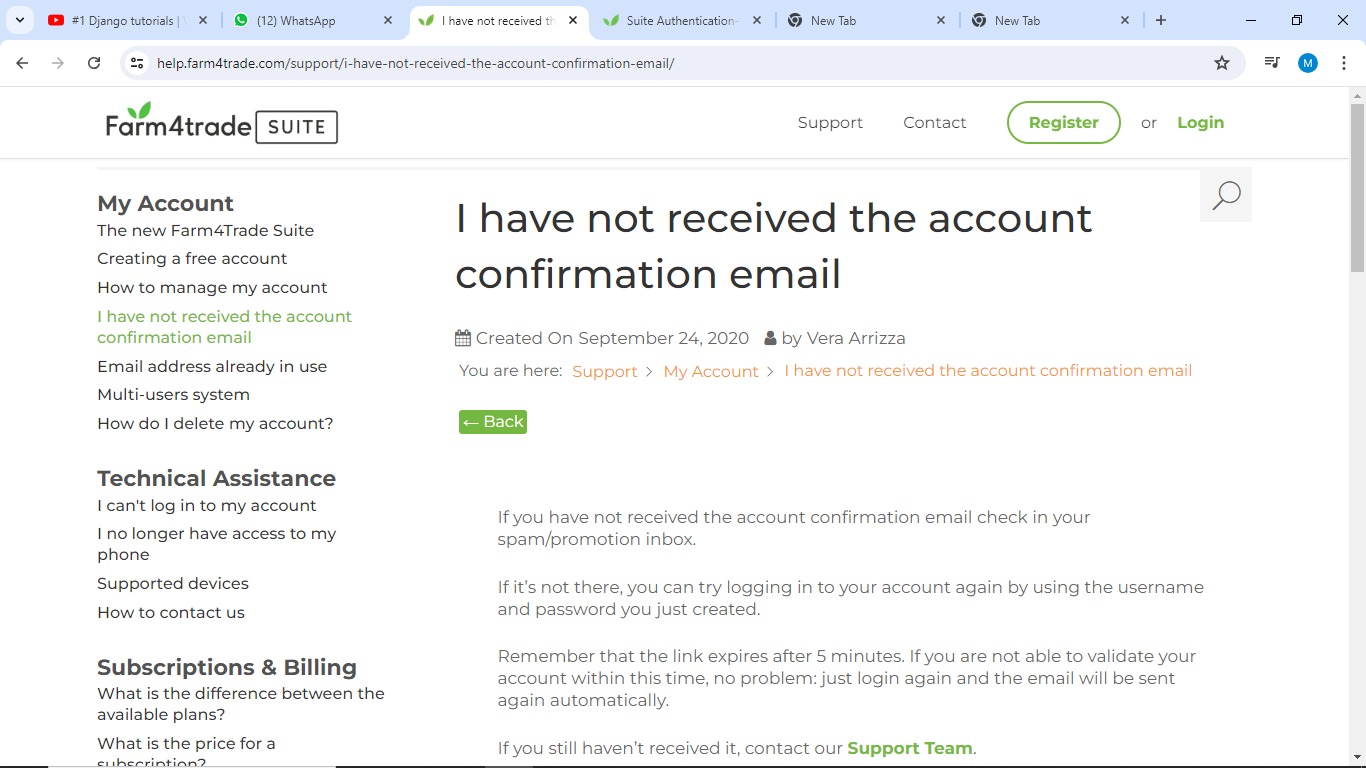 #1 Django tutorials |
(12) WhatsApp
I have not received th
Suite Authentication-
New Tab
New Tab
help.farm4trade.com/support/i-have-not-received-the-account-confirmation-email/
M
Farm4trade SUITE
Support
Contact
Register
or
Login
My Account
The new Farm4Trade Suite
Creating a free account
How to manage my account
I have not received the account
confirmation email
Email address already in use
Multi-users system
How do I delete my account?
Technical Assistance
I can't log in to my account
I no longer have access to my
phone
Supported devices
How to contact us
Subscriptions & Billing
What is the difference between the
available plans?
What is the price for a
subscription?
I have not received the account
confirmation email
Created On September 24, 2020 by Vera Arrizza
You are here: Support > My Account > I have not received the account confirmation email
← Back
If you have not received the account confirmation email check in your
spam/promotion inbox.
If it’s not there, you can try logging in to your account again by using the username
and password you just created.
Remember that the link expires after 5 minutes. If you are not able to validate your
account within this time, no problem: just login again and the email will be sent
again automatically.
If you still haven’t received it, contact our Support Team.